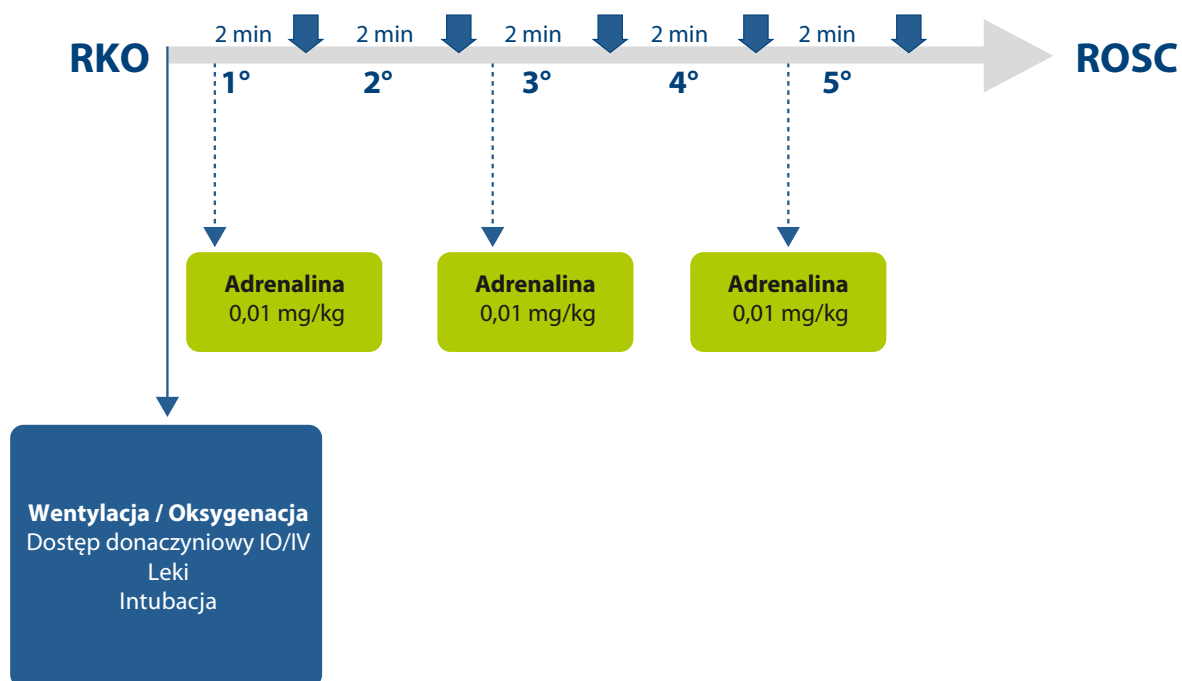 2 min
2 min
2 min
2 min
2 min
RKO
ROSC
1°
2°
3°
4°
5°
Adrenalina
0,01 mg/kg
Adrenalina
0,01 mg/kg
Adrenalina
0,01 mg/kg
Wentylacja / Oksygenacja
Dostęp donaczyniowy IO/IV
Leki
Intubacja